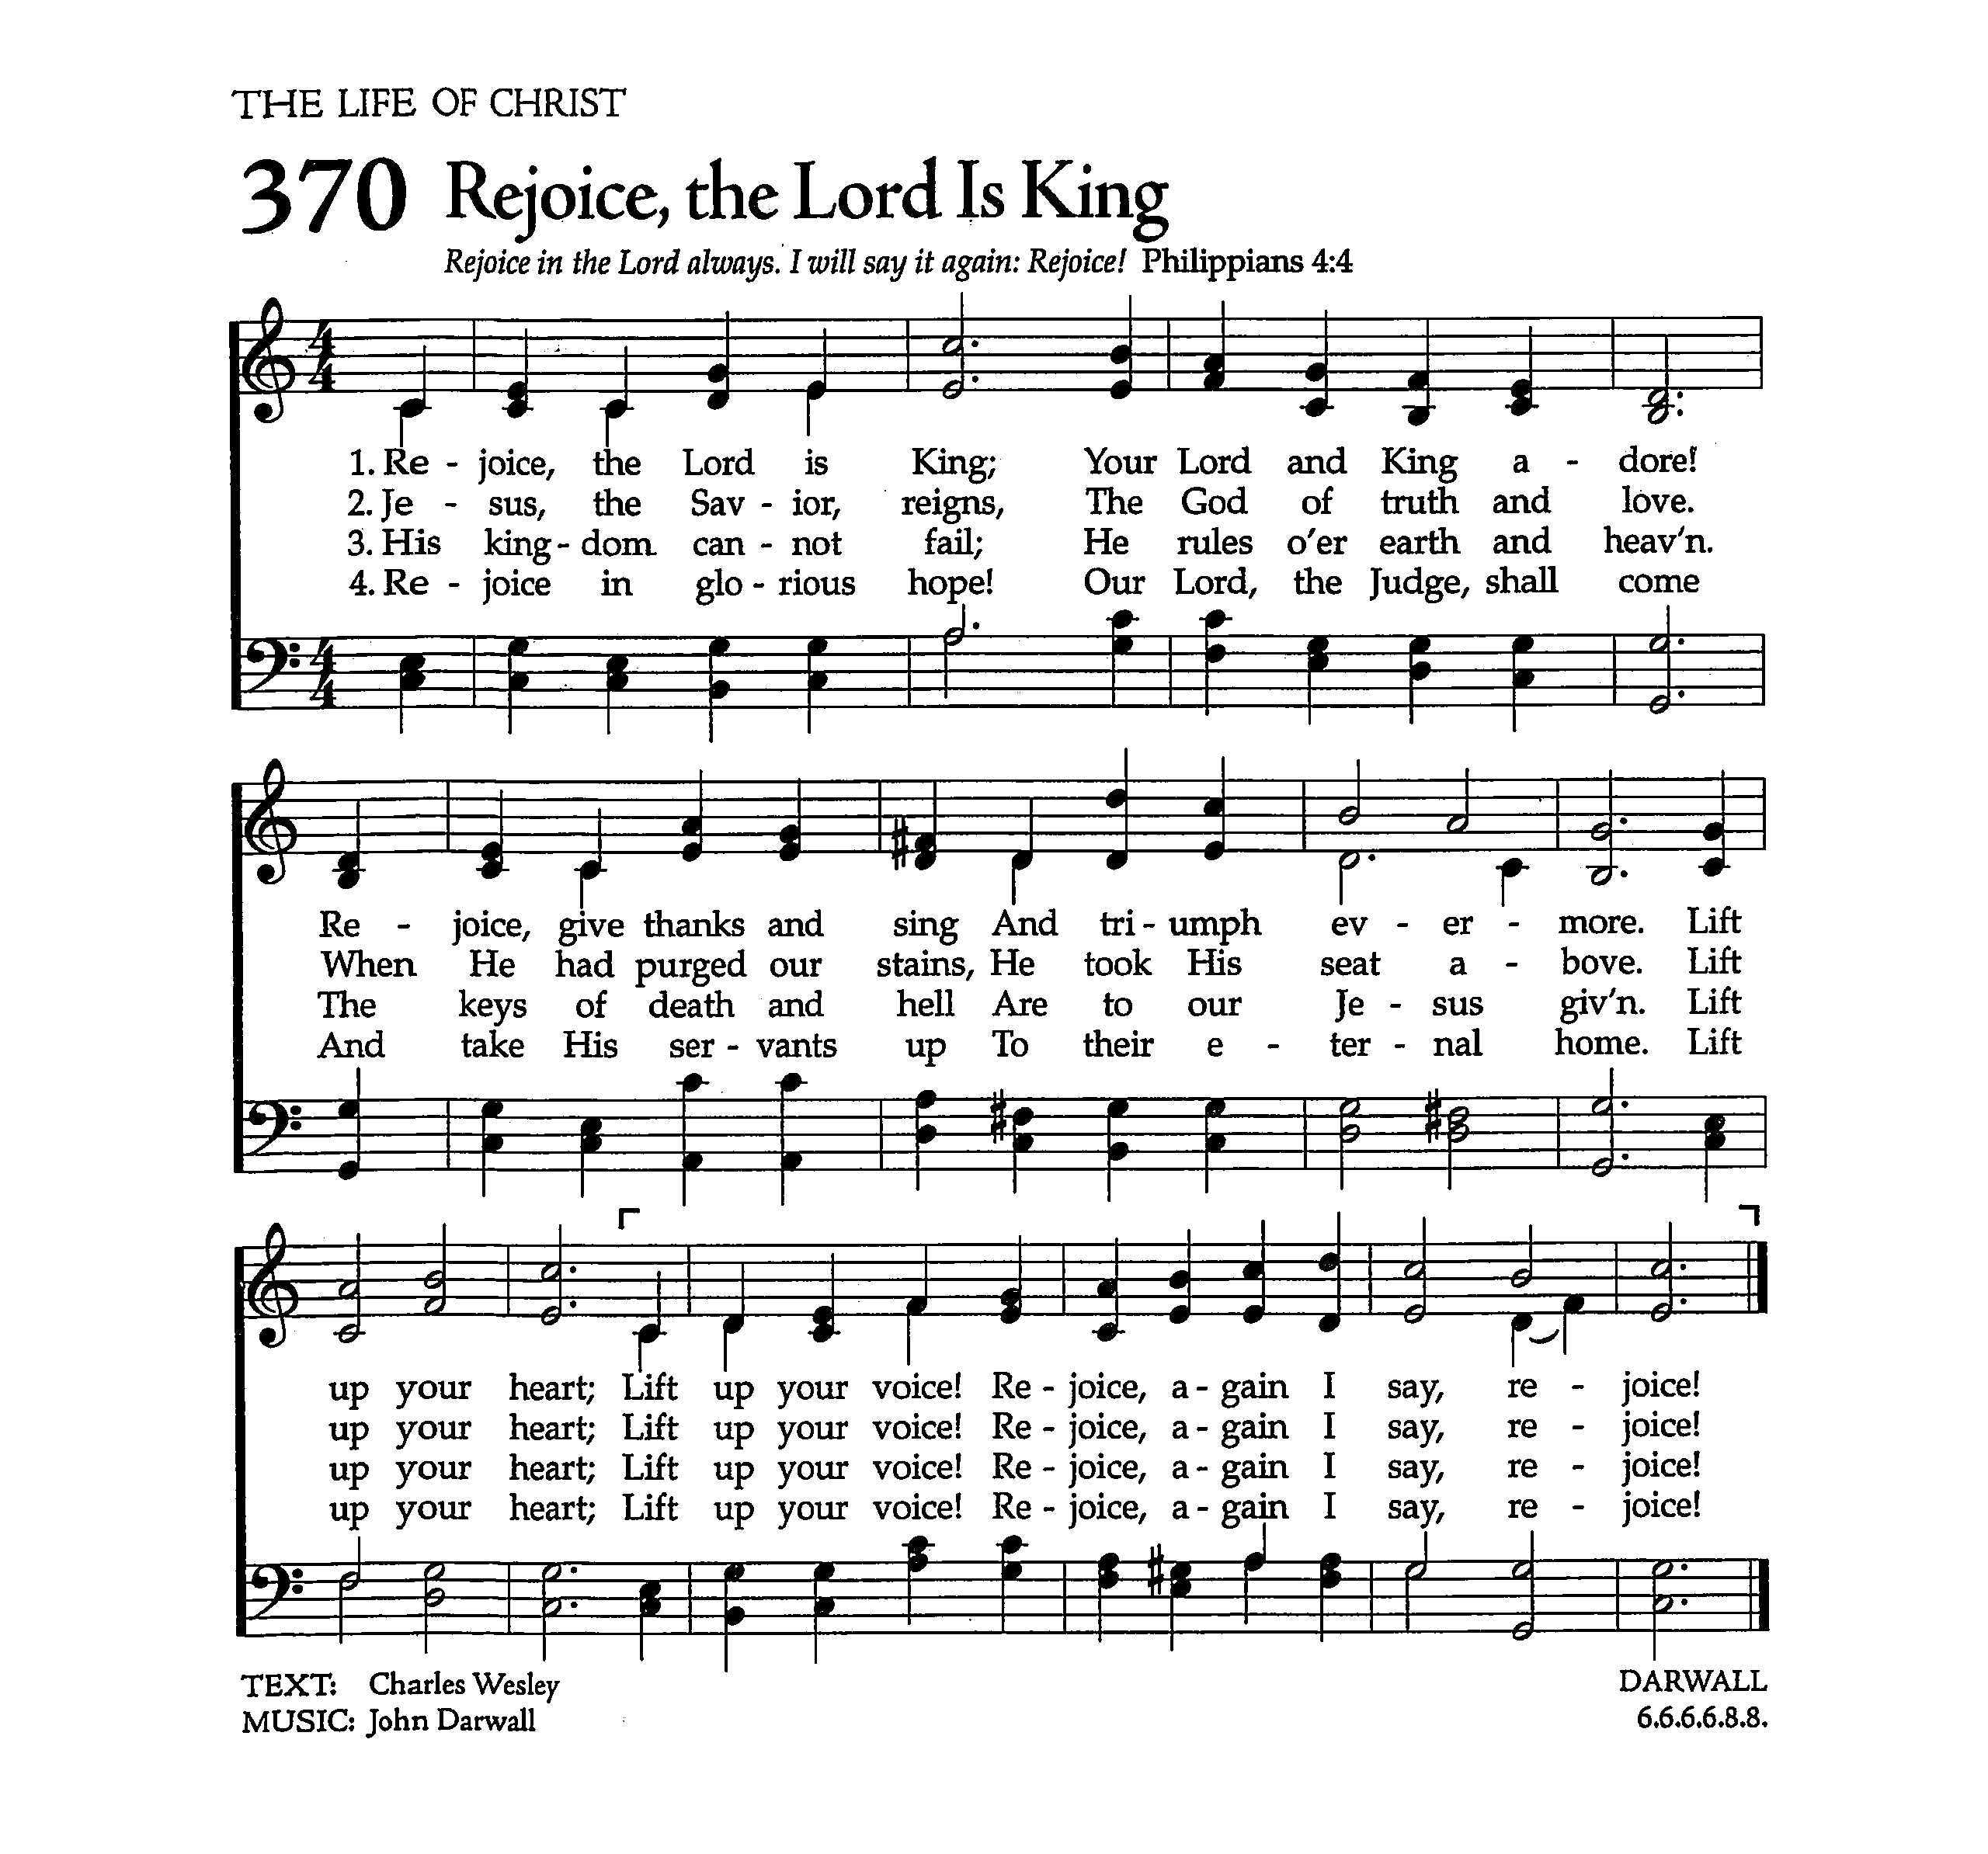 THE LIFE OF CHRIST
370 Rejoice, the Lord Is King
Rejoice in the Lord always. I will say it again: Rejoice! Philippians 4:4
1. Re - joice, the Lord is King; Your Lord and King a - dore!
2. Je - sus, the Sav - ior, reigns, The God of truth and love.
3. His king - dom can - not fail; He rules o'er earth and heav'n.
4. Re - joice in glo - rious hope! Our Lord, the Judge, shall come
Re - joice, give thanks and sing And tri - umph ev - er - more. Lift
When He had purged our stains, He took His seat a - bove. Lift
The keys of death and hell Are to our Je - sus giv'n. Lift
And take His ser - vants up To their e - ter - nal home. Lift
up your heart; Lift up your voice! Re - joice, a - gain I say, re - joice!
up your heart; Lift up your voice! Re - joice, a - gain I say, re - joice!
up your heart; Lift up your voice! Re - joice, a - gain I say, re - joice!
up your heart; Lift up your voice! Re - joice, a - gain I say, re - joice!
TEXT: Charles Wesley DARWALL
MUSIC: John Darwall 6.6.6.6.8.8.